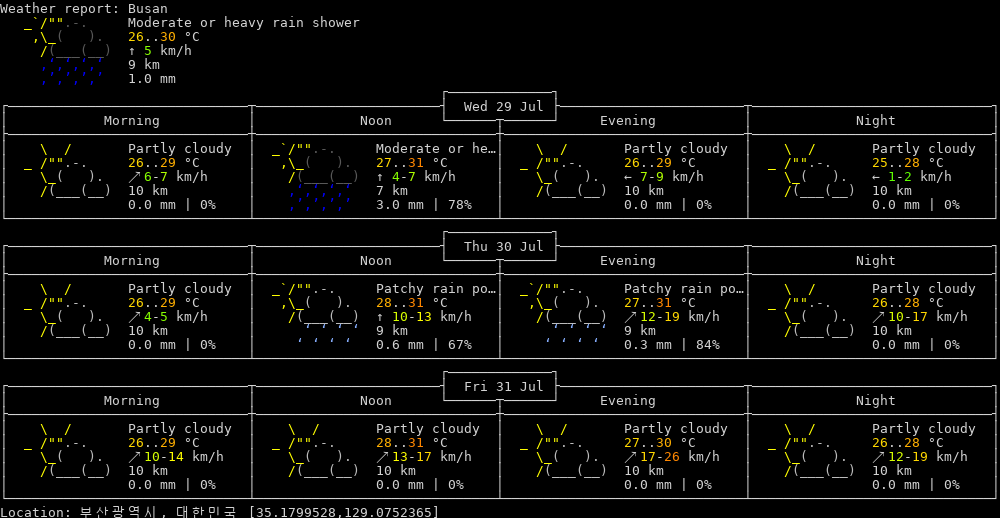 Weather report: Busan
Moderate or heavy rain shower
26..30 °C
↑ 5 km/h
9 km
1.0 mm
Wed 29 Jul
Morning Noon Evening Night
Partly cloudy Moderate or he… Partly cloudy Partly cloudy
26..29 °C 27..31 °C 26..29 °C 25..28 °C
↗ 6-7 km/h ↑ 4-7 km/h ← 7-9 km/h ← 1-2 km/h
10 km 7 km 10 km 10 km
0.0 mm | 0% 3.0 mm | 78% 0.0 mm | 0% 0.0 mm | 0%
Thu 30 Jul
Morning Noon Evening Night
Partly cloudy Patchy rain po… Patchy rain po… Partly cloudy
26..29 °C 28..31 °C 27..31 °C 26..28 °C
↗ 4-5 km/h ↑ 10-13 km/h ↗ 12-19 km/h ↗ 10-17 km/h
10 km 9 km 9 km 10 km
0.0 mm | 0% 0.6 mm | 67% 0.3 mm | 84% 0.0 mm | 0%
Fri 31 Jul
Morning Noon Evening Night
Partly cloudy Partly cloudy Partly cloudy Partly cloudy
26..29 °C 28..31 °C 27..30 °C 26..28 °C
↗ 10-14 km/h ↗ 13-17 km/h ↗ 17-26 km/h ↗ 12-19 km/h
10 km 10 km 10 km 10 km
0.0 mm | 0% 0.0 mm | 0% 0.0 mm | 0% 0.0 mm | 0%
Location: 부산광역시, 대한민국 [35.1799528,129.0752365]